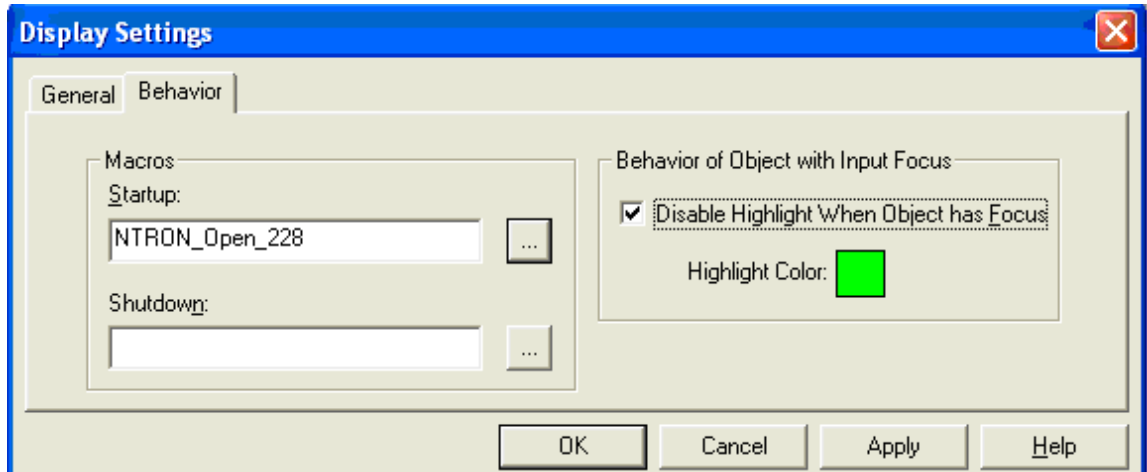 Display Settings
General
Behavior
Macros
Startup:
NTRON_Open_228
...
Shutdown:
...
Behavior of Object with Input Focus
Disable Highlight When Object has Focus
Highlight Color:
OK
Cancel
Apply
Help